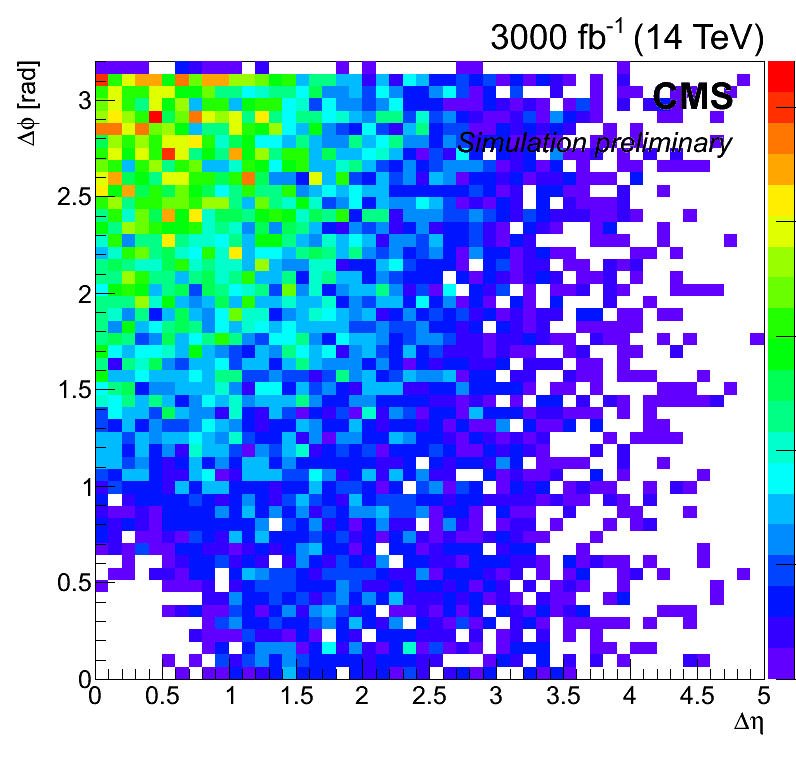 3000 fb⁻¹ (14 TeV)
CMS
Simulation preliminary
Δϕ [rad]
3
2.5
2
1.5
1
0.5
0
0 0.5 1 1.5 2 2.5 3 3.5 4 4.5 5
Δη